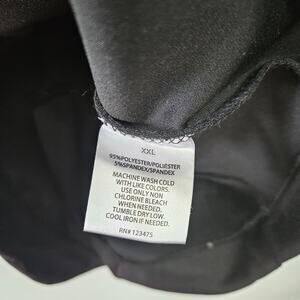 XXL
95%POLYESTER/POLIÉSTER
5%SPANDEX/SPANDEX
MACHINE WASH COLD
WITH LIKE COLORS.
USE ONLY NON
CHLORINE BLEACH
WHEN NEEDED.
TUMBLE DRY LOW.
COOL IRON IF NEEDED.
RN# 123475